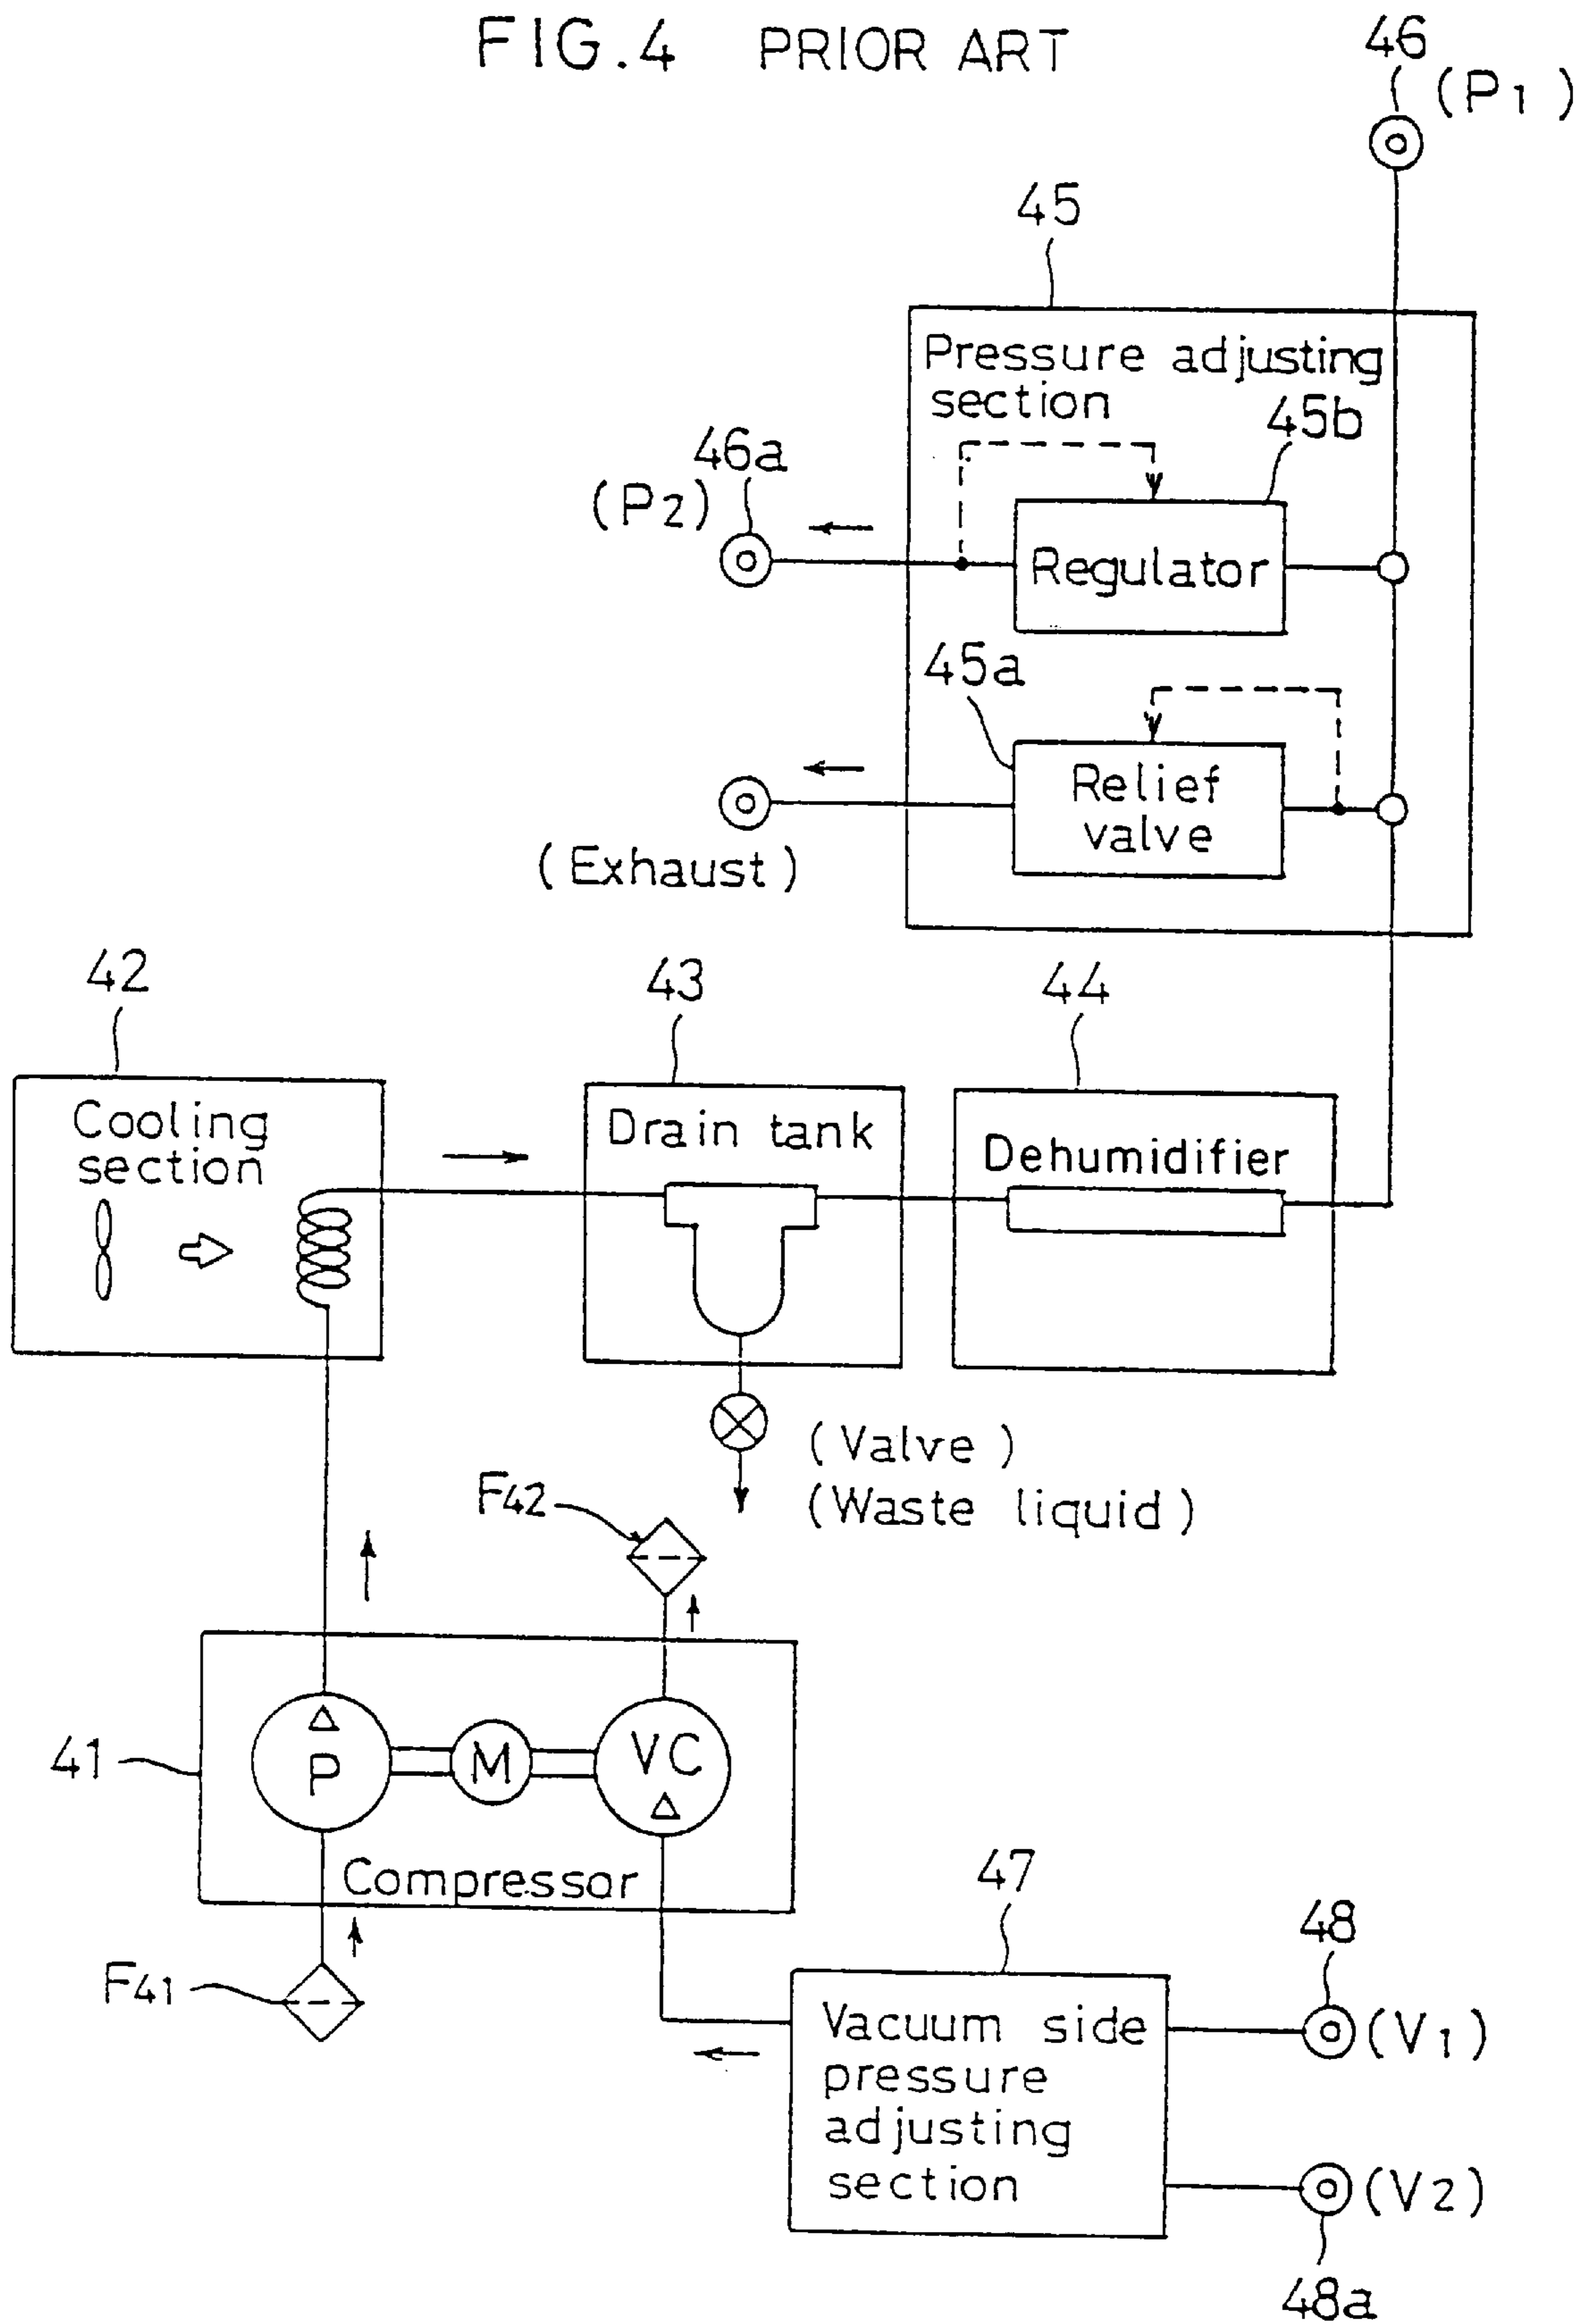 FIG.4 PRIOR ART
46
(P1)
45
Pressure adjusting
section
45b
46a
(P2)
Regulator
45a
Relief
valve
(Exhaust)
42
43
44
Cooling
section
Drain tank
Dehumidifier
(Valve)
(Waste liquid)
F42
41
P
M
VC
Compressor
F41
47
48
Vacuum side
pressure
adjusting
section
(V1)
(V2)
48a